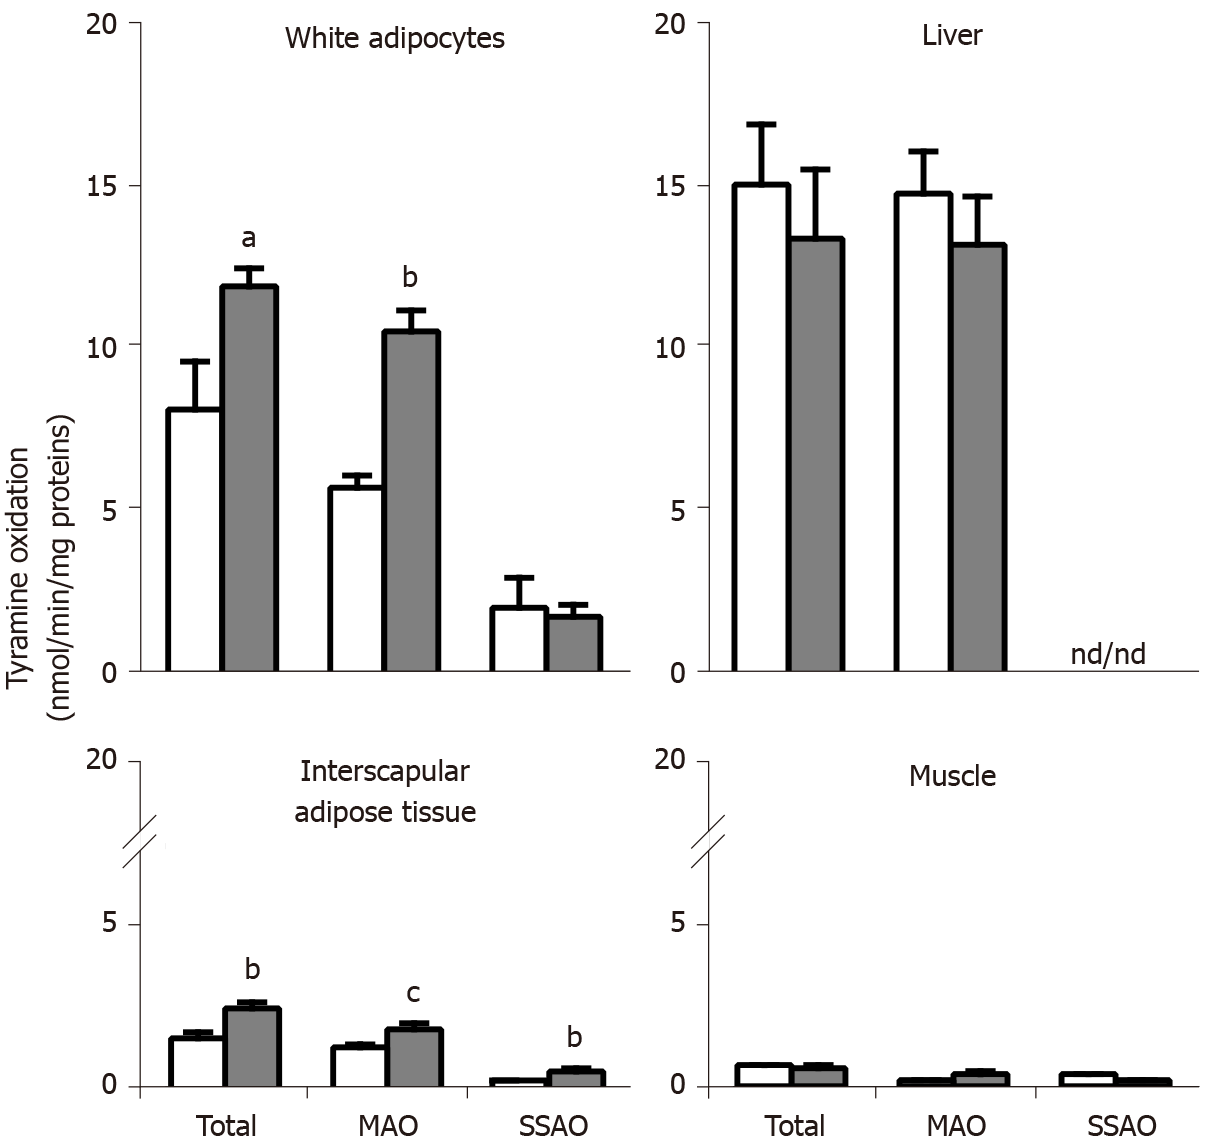 Tyramine oxidation
(nmol/min/mg proteins)
White adipocytes
20
15
10
5
0
a
b
Liver
20
15
10
5
0
nd/nd
Interscapular
adipose tissue
20
5
0
b
c
b
Total MAO SSAO
Muscle
20
5
0
Total MAO SSAO